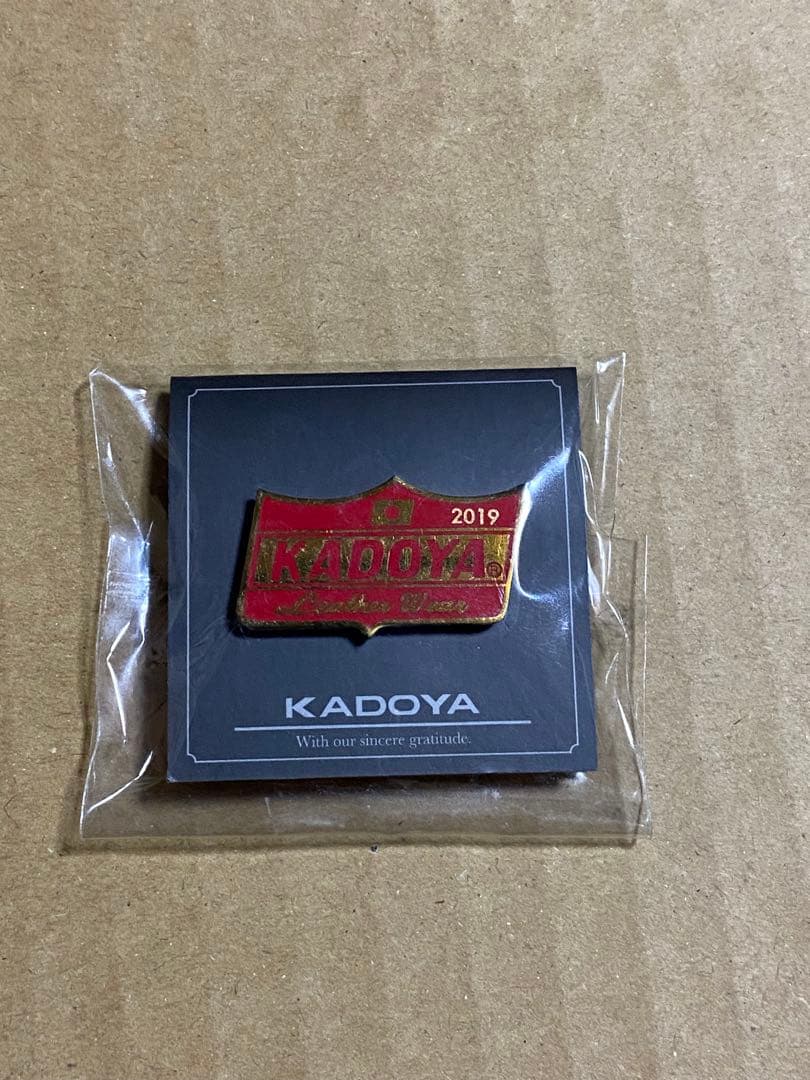 2019
KADOYA®
Leather Wear
KADOYA
With our sincere gratitude.